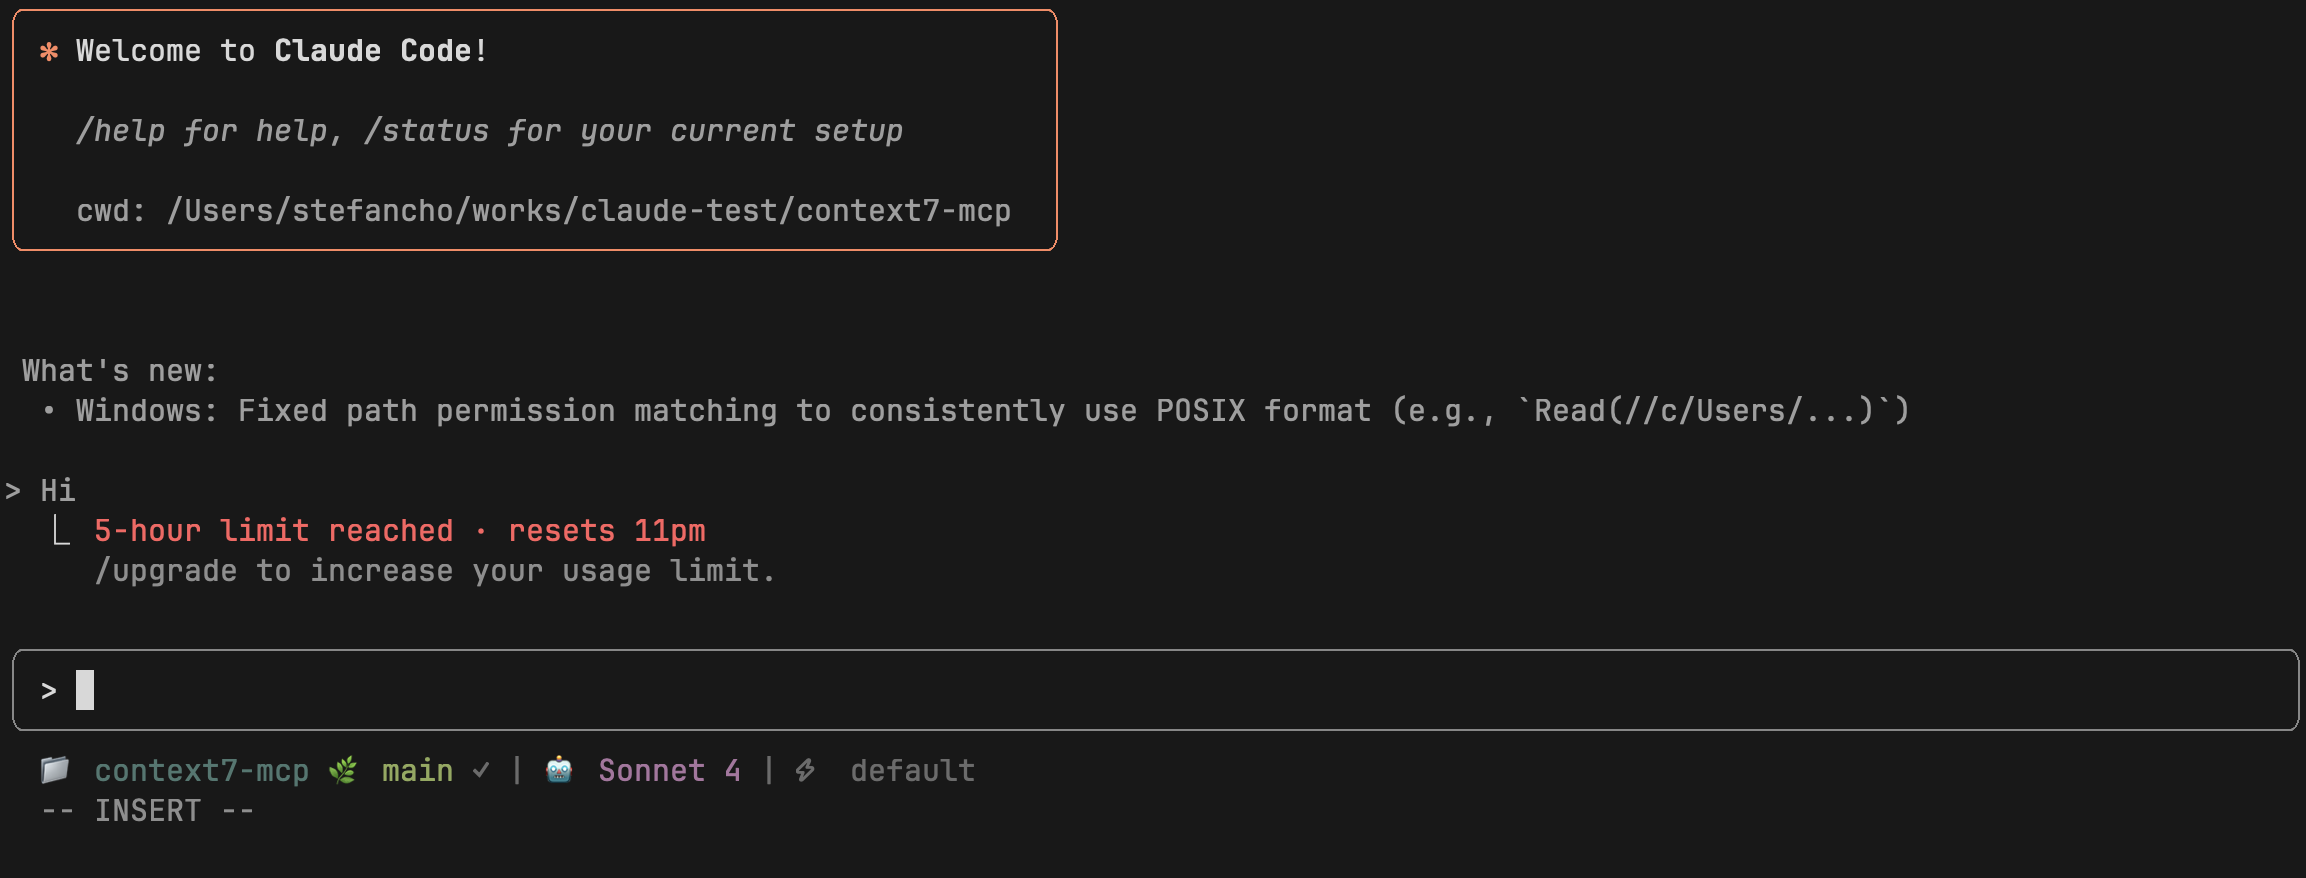 ✻ Welcome to Claude Code!
/help for help, /status for your current setup
cwd: /Users/stefancho/works/claude-test/context7-mcp
What's new:
• Windows: Fixed path permission matching to consistently use POSIX format (e.g., `Read(//c/Users/...)`)
> Hi
5-hour limit reached · resets 11pm
/upgrade to increase your usage limit.
>
context7-mcp main ✓ | Sonnet 4 | default
-- INSERT --